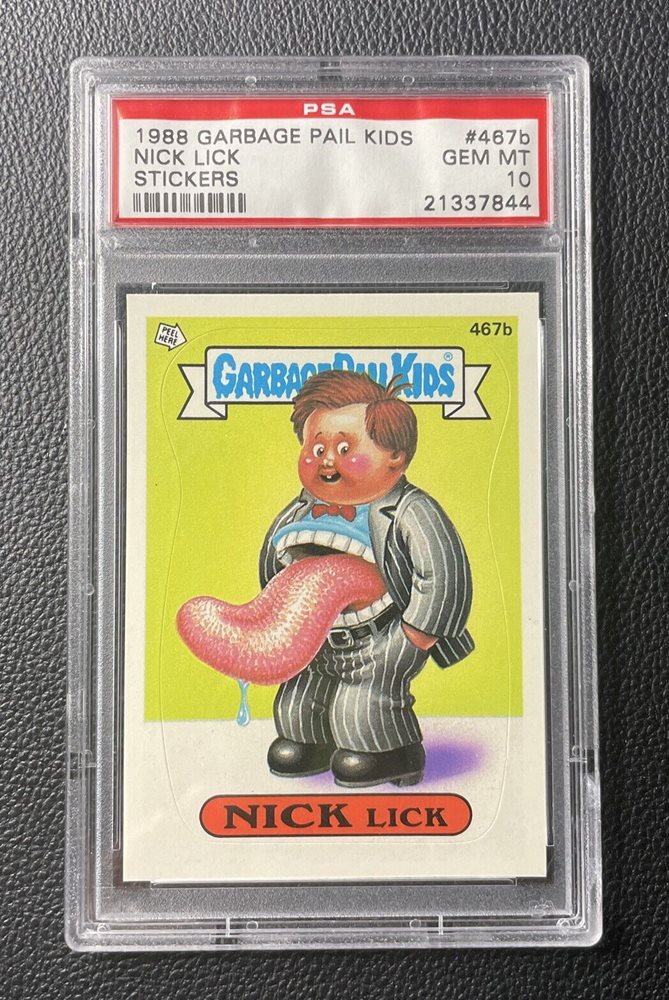 PSA
1988 GARBAGE PAIL KIDS #467b
NICK LICK GEM MT
STICKERS 10
21337844
PEEL
HERE
467b
GARBAGE PAIL KIDS®
NICK LICK